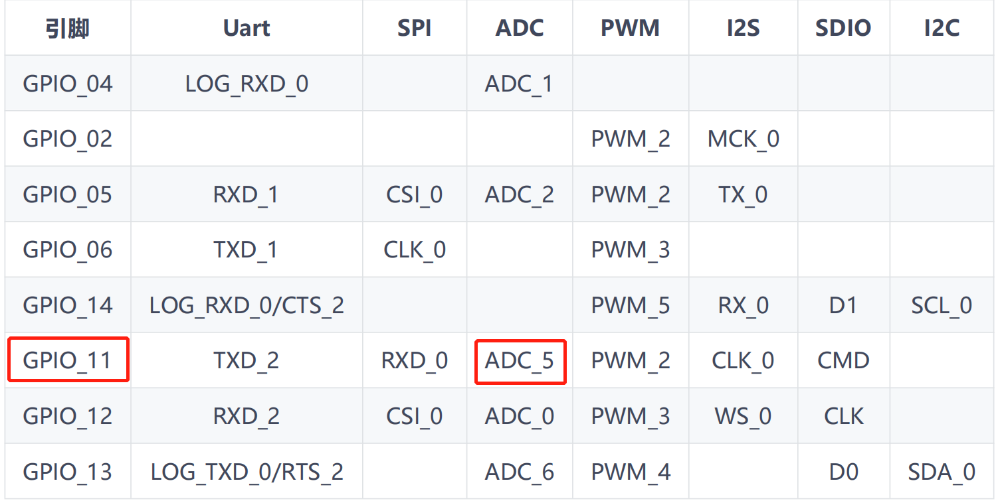 引脚 Uart SPI ADC PWM I2S SDIO I2C
GPIO_04 LOG_RXD_0 ADC_1
GPIO_02 PWM_2 MCK_0
GPIO_05 RXD_1 CSI_0 ADC_2 PWM_2 TX_0
GPIO_06 TXD_1 CLK_0 PWM_3
GPIO_14 LOG_RXD_0/CTS_2 PWM_5 RX_0 D1 SCL_0
GPIO_11 TXD_2 RXD_0 ADC_5 PWM_2 CLK_0 CMD
GPIO_12 RXD_2 CSI_0 ADC_0 PWM_3 WS_0 CLK
GPIO_13 LOG_TXD_0/RTS_2 ADC_6 PWM_4 D0 SDA_0